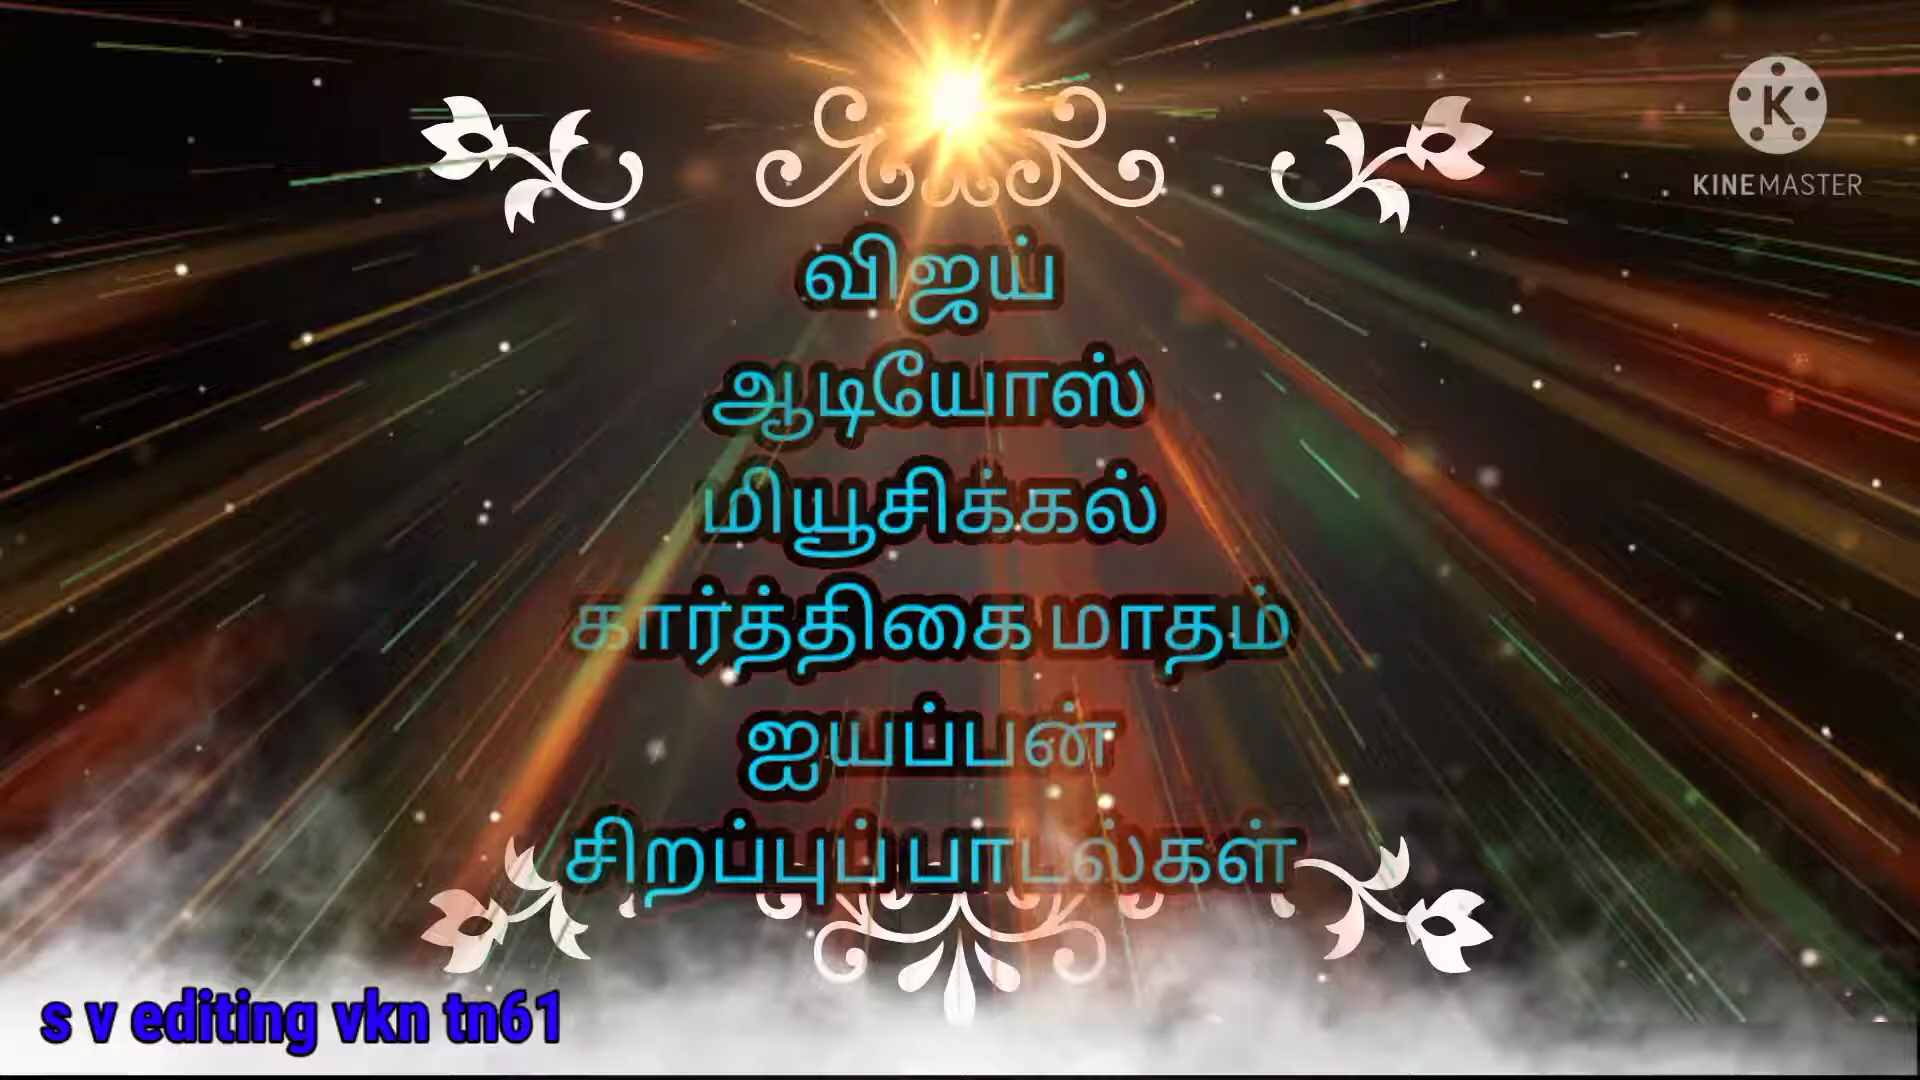 KINEMASTER
விஜய்
ஆடியோஸ்
மியூசிக்கல்
கார்த்திகை மாதம்
ஐயப்பன்
சிறப்புப் பாடல்கள்
s v editing vkn tn61